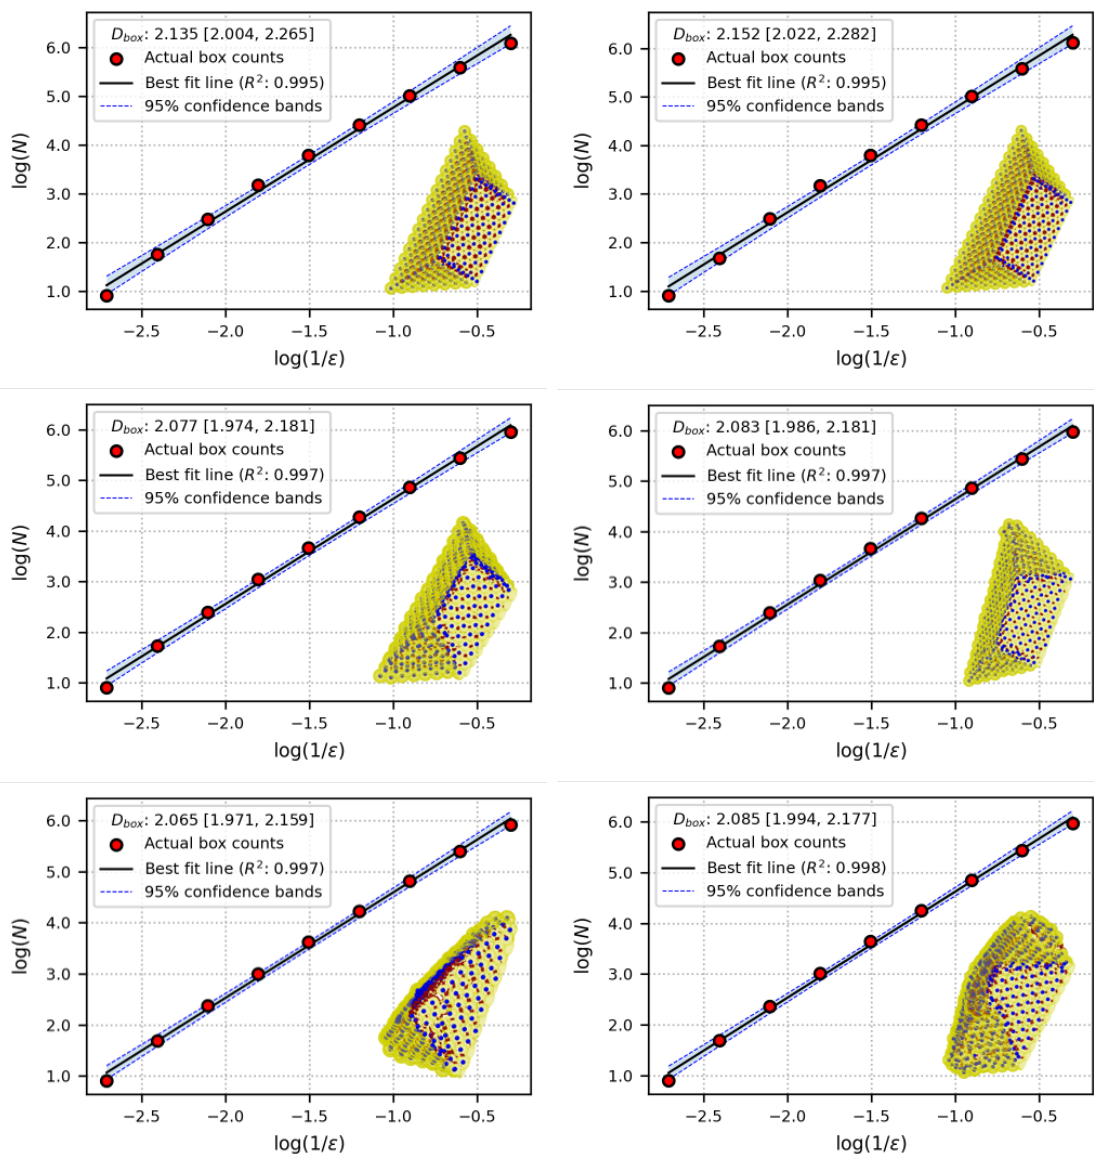 D_box: 2.135 [2.004, 2.265]
Actual box counts
Best fit line (R²: 0.995)
95% confidence bands
6.0
5.0
4.0
3.0
2.0
1.0
log(N)
−2.5 −2.0 −1.5 −1.0 −0.5
log(1/ε)
D_box: 2.152 [2.022, 2.282]
Actual box counts
Best fit line (R²: 0.995)
95% confidence bands
6.0
5.0
4.0
3.0
2.0
1.0
log(N)
−2.5 −2.0 −1.5 −1.0 −0.5
log(1/ε)
D_box: 2.077 [1.974, 2.181]
Actual box counts
Best fit line (R²: 0.997)
95% confidence bands
6.0
5.0
4.0
3.0
2.0
1.0
log(N)
−2.5 −2.0 −1.5 −1.0 −0.5
log(1/ε)
D_box: 2.083 [1.986, 2.181]
Actual box counts
Best fit line (R²: 0.997)
95% confidence bands
6.0
5.0
4.0
3.0
2.0
1.0
log(N)
−2.5 −2.0 −1.5 −1.0 −0.5
log(1/ε)
D_box: 2.065 [1.971, 2.159]
Actual box counts
Best fit line (R²: 0.997)
95% confidence bands
6.0
5.0
4.0
3.0
2.0
1.0
log(N)
−2.5 −2.0 −1.5 −1.0 −0.5
log(1/ε)
D_box: 2.085 [1.994, 2.177]
Actual box counts
Best fit line (R²: 0.998)
95% confidence bands
6.0
5.0
4.0
3.0
2.0
1.0
log(N)
−2.5 −2.0 −1.5 −1.0 −0.5
log(1/ε)